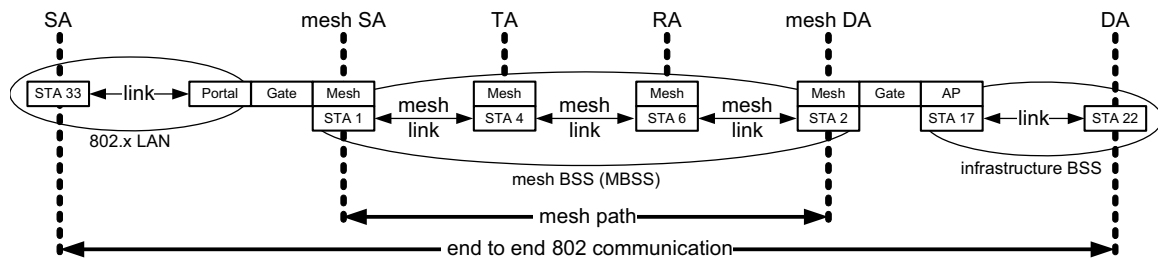 SA
mesh SA
TA
RA
mesh DA
DA
STA 33
link
Portal
Gate
Mesh
STA 1
mesh
link
Mesh
STA 4
mesh
link
Mesh
STA 6
mesh
link
Mesh
STA 2
Gate
AP
STA 17
link
STA 22
802.x LAN
mesh BSS (MBSS)
infrastructure BSS
mesh path
end to end 802 communication